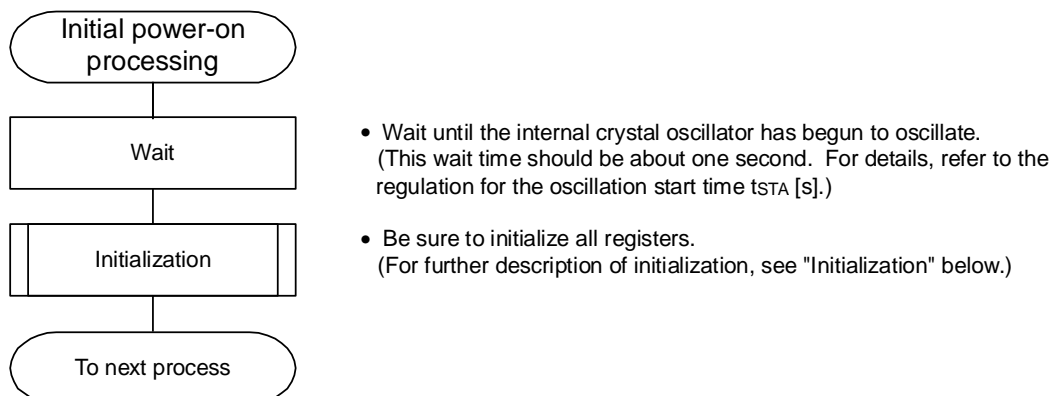 Initial power-on
processing
Wait
• Wait until the internal crystal oscillator has begun to oscillate.
(This wait time should be about one second. For details, refer to the
regulation for the oscillation start time tSTA [s].)
Initialization
• Be sure to initialize all registers.
(For further description of initialization, see "Initialization" below.)
To next process